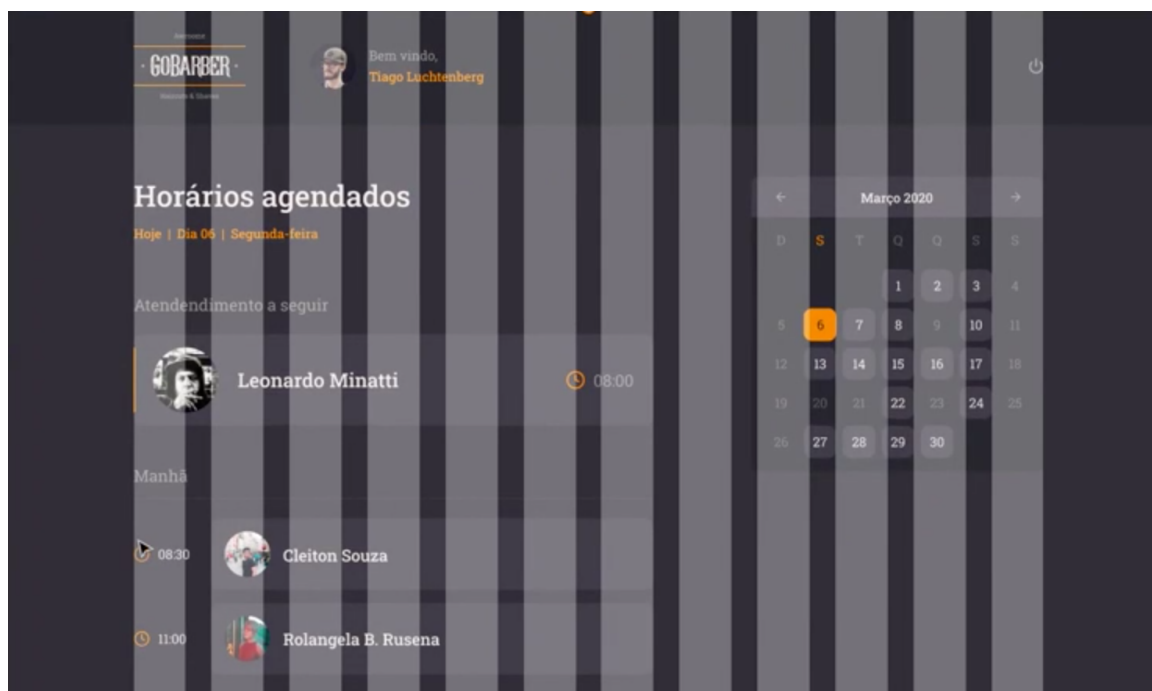 Awesome
· GOBARBER ·
Bem vindo,
Tiago Luchtenberg
Horários agendados
Hoje | Dia 06 | Segunda-feira
Atendendimento a seguir
Leonardo Minatti
08:00
Manhã
08:30
Cleiton Souza
11:00
Rolangela B. Rusena
← Março 2020 →
D S T Q Q S S
1 2 3 4
5 6 7 8 9 10 11
12 13 14 15 16 17 18
19 20 21 22 23 24 25
26 27 28 29 30